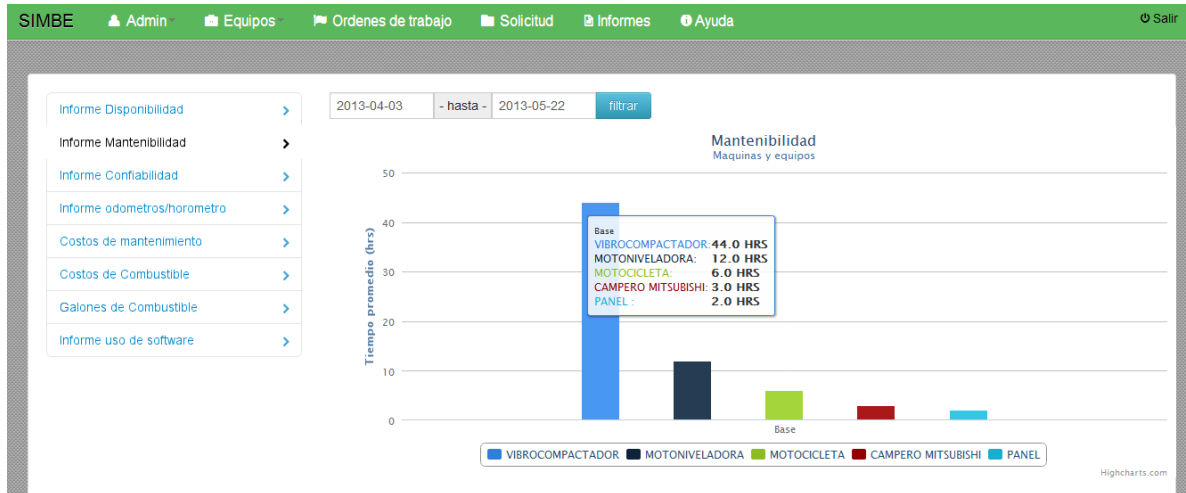 SIMBE Admin Equipos Ordenes de trabajo Solicitud Informes Ayuda Salir
Informe Disponibilidad
Informe Mantenibilidad
Informe Confiabilidad
Informe odometros/horometro
Costos de mantenimiento
Costos de Combustible
Galones de Combustible
Informe uso de software
2013-04-03 - hasta - 2013-05-22 filtrar
Mantenibilidad
Maquinas y equipos
Tiempo promedio (hrs)
50
40
30
20
10
0
Base
VIBROCOMPACTADOR: 44.0 HRS
MOTONIVELADORA: 12.0 HRS
MOTOCICLETA: 6.0 HRS
CAMPERO MITSUBISHI: 3.0 HRS
PANEL : 2.0 HRS
Base
VIBROCOMPACTADOR MOTONIVELADORA MOTOCICLETA CAMPERO MITSUBISHI PANEL
Highcharts.com